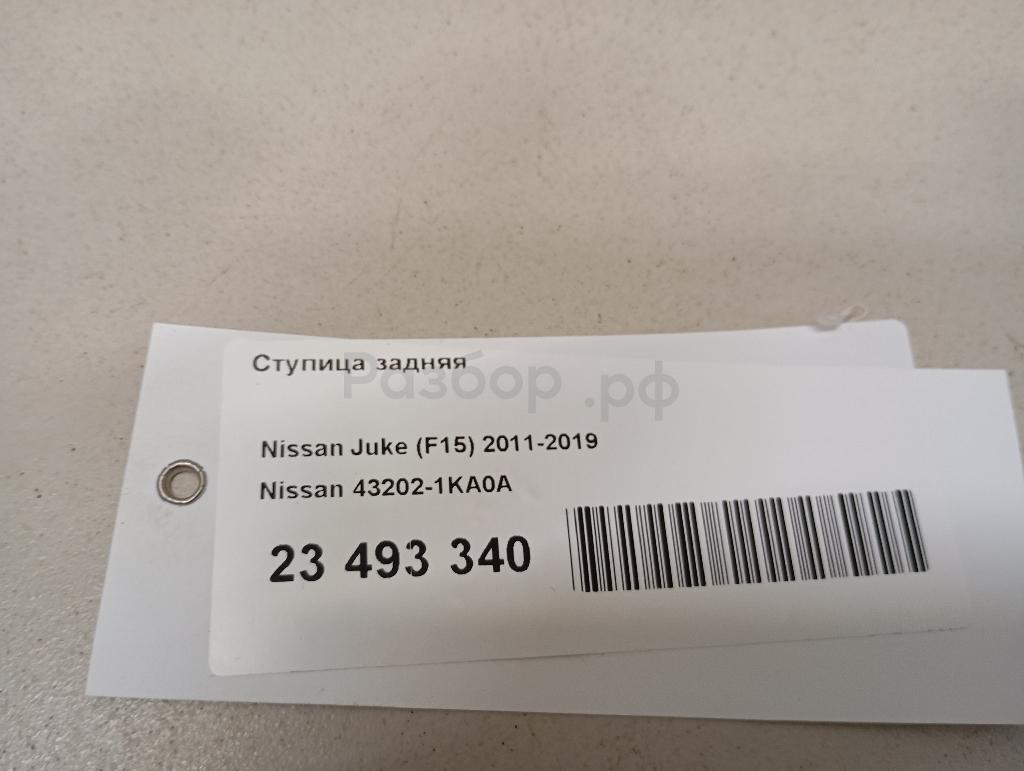 Ступица задняя
Разбор .рф
Nissan Juke (F15) 2011-2019
Nissan 43202-1KA0A
23 493 340